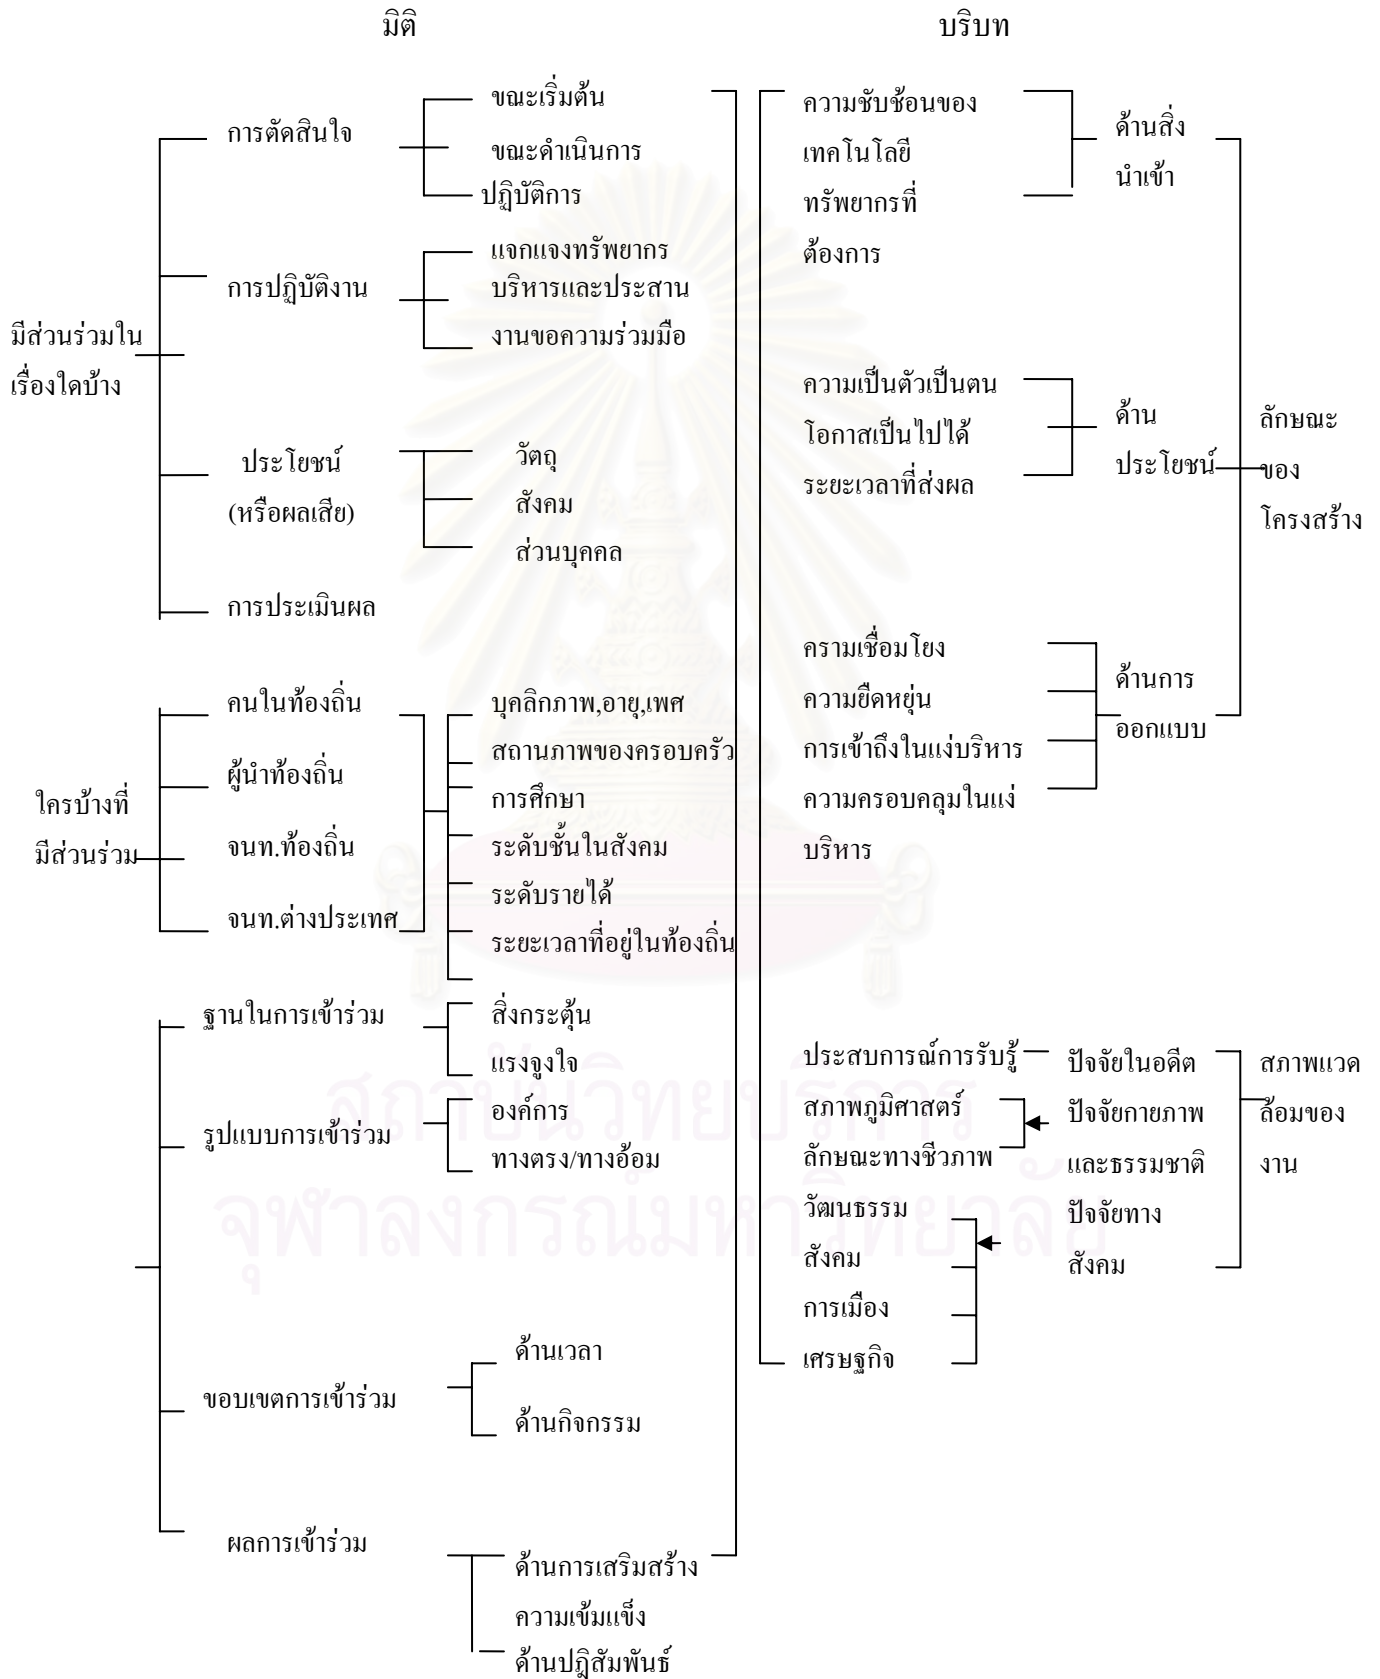 มิติ
บริบท
มีส่วนร่วมใน
เรื่องใดบ้าง
การตัดสินใจ
ขณะเริ่มต้น
ขณะดำเนินการ
ปฏิบัติการ
การปฏิบัติงาน
แจกแจงทรัพยากร
บริหารและประสาน
งานขอความร่วมมือ
ประโยชน์
(หรือผลเสีย)
วัตถุ
สังคม
ส่วนบุคคล
การประเมินผล
ใครบ้างที่
มีส่วนร่วม
คนในท้องถิ่น
ผู้นำท้องถิ่น
จนท.ท้องถิ่น
จนท.ต่างประเทศ
บุคลิกภาพ,อายุ,เพศ
สถานภาพของครอบครัว
การศึกษา
ระดับชั้นในสังคม
ระดับรายได้
ระยะเวลาที่อยู่ในท้องถิ่น
ฐานในการเข้าร่วม
สิ่งกระตุ้น
แรงจูงใจ
รูปแบบการเข้าร่วม
องค์การ
ทางตรง/ทางอ้อม
ขอบเขตการเข้าร่วม
ด้านเวลา
ด้านกิจกรรม
ผลการเข้าร่วม
ด้านการเสริมสร้าง
ความเข้มแข็ง
ด้านปฏิสัมพันธ์
ความซับซ้อนของ
เทคโนโลยี
ทรัพยากรที่
ต้องการ
ด้านสิ่ง
นำเข้า
ความเป็นตัวเป็นตน
โอกาสเป็นไปได้
ระยะเวลาที่ส่งผล
ด้าน
ประโยชน์
ลักษณะ
ของ
โครงสร้าง
ครามเชื่อมโยง
ความยืดหยุ่น
การเข้าถึงในแง่บริหาร
ความครอบคลุมในแง่
บริหาร
ด้านการ
ออกแบบ
ประสบการณ์การรับรู้
สภาพภูมิศาสตร์
ลักษณะทางชีวภาพ
วัฒนธรรม
สังคม
การเมือง
เศรษฐกิจ
ปัจจัยในอดีต
ปัจจัยกายภาพ
และธรรมชาติ
ปัจจัยทาง
สังคม
สภาพแวด
ล้อมของ
งาน
สถาบันวิทยบริการ
จุฬาลงกรณ์มหาวิทยาลัย